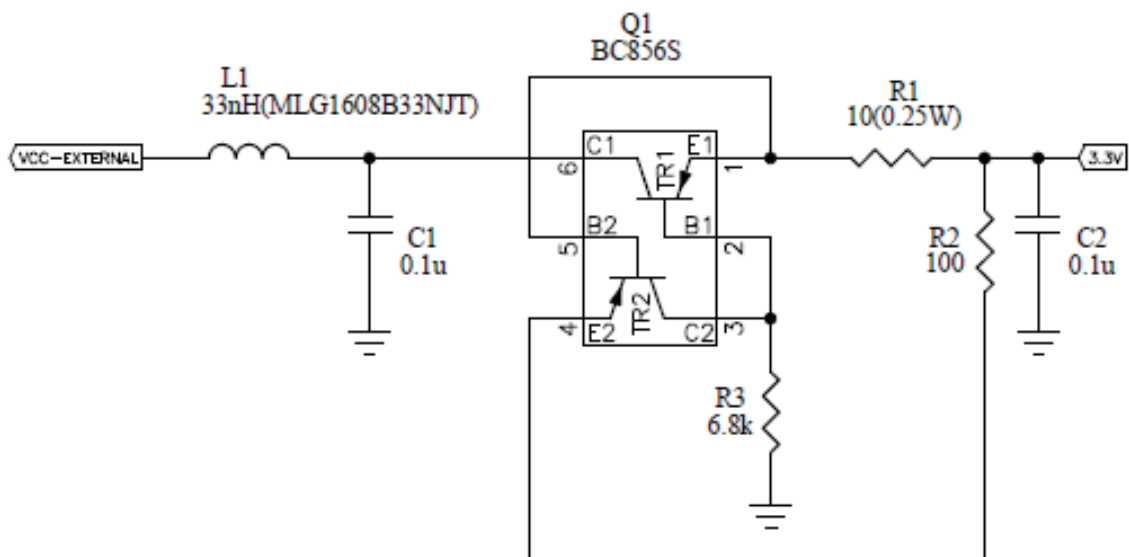 Q1
BC856S
L1
33nH(MLG1608B33NJT)
R1
10(0.25W)
VCC-EXTERNAL
C1
E1
3.3V
6
TR1
1
B2
B1
C1
0.1u
5
2
R2
100
C2
0.1u
4
TR2
3
E2
C2
R3
6.8k